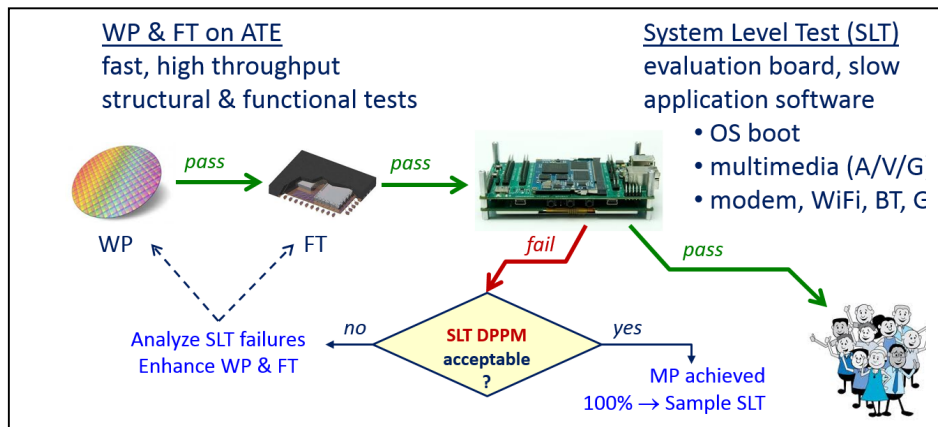 WP & FT on ATE
fast, high throughput
structural & functional tests
System Level Test (SLT)
evaluation board, slow
application software
• OS boot
• multimedia (A/V/G
• modem, WiFi, BT, G
pass
pass
WP
FT
fail
pass
Analyze SLT failures
Enhance WP & FT
no
SLT DPPM
acceptable
?
yes
MP achieved
100% → Sample SLT